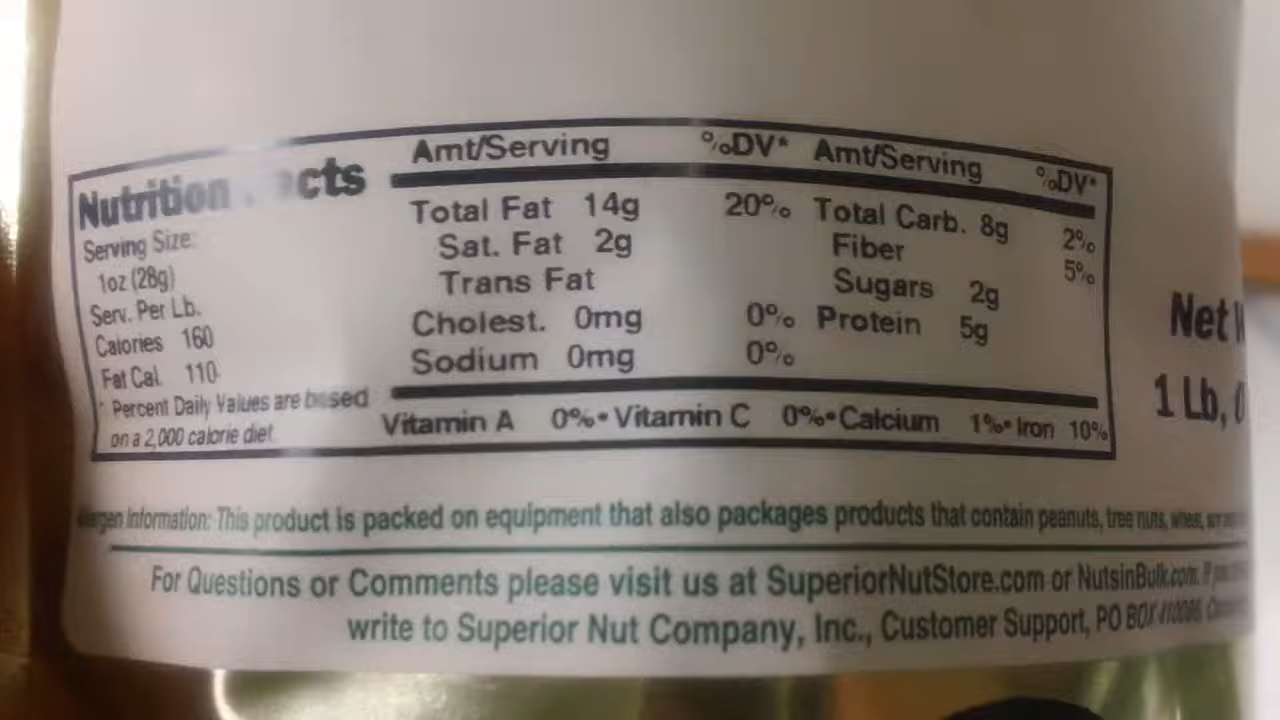 Nutrition cts
Serving Size:
1oz (28g)
Serv. Per Lb.
Calories 160
Fat Cal. 110
* Percent Daily Values are based
on a 2,000 calorie diet
Amt/Serving %DV* Amt/Serving %DV*
Total Fat 14g 20% Total Carb. 8g 2%
Sat. Fat 2g Fiber 5%
Trans Fat Sugars 2g
Cholest. 0mg 0% Protein 5g
Sodium 0mg 0%
Vitamin A 0% • Vitamin C 0% • Calcium 1% • Iron 10%
Net
1 Lb,
Information: This product is packed on equipment that also packages products that contain peanuts, tree nuts, wheat,
For Questions or Comments please visit us at SuperiorNutStore.com or NutsinBulk.com. If
write to Superior Nut Company, Inc., Customer Support, PO BOX